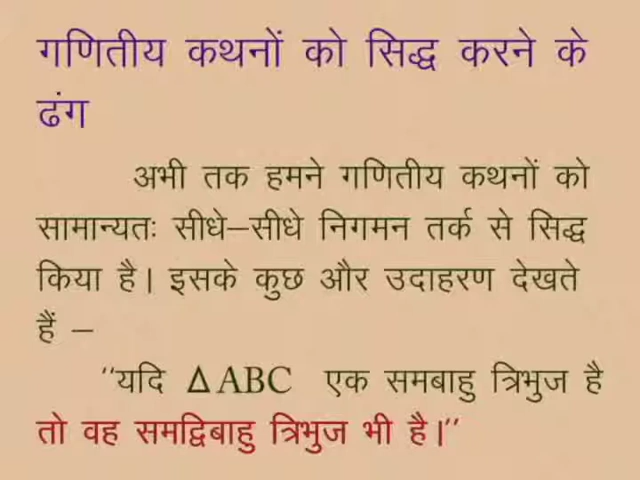 गणितीय कथनों को सिद्ध करने के
ढंग
अभी तक हमने गणितीय कथनों को
सामान्यतः सीधे–सीधे निगमन तर्क से सिद्ध
किया है। इसके कुछ और उदाहरण देखते
हैं –
‘‘यदि ΔABC एक समबाहु त्रिभुज है
तो वह समद्विबाहु त्रिभुज भी है।’’